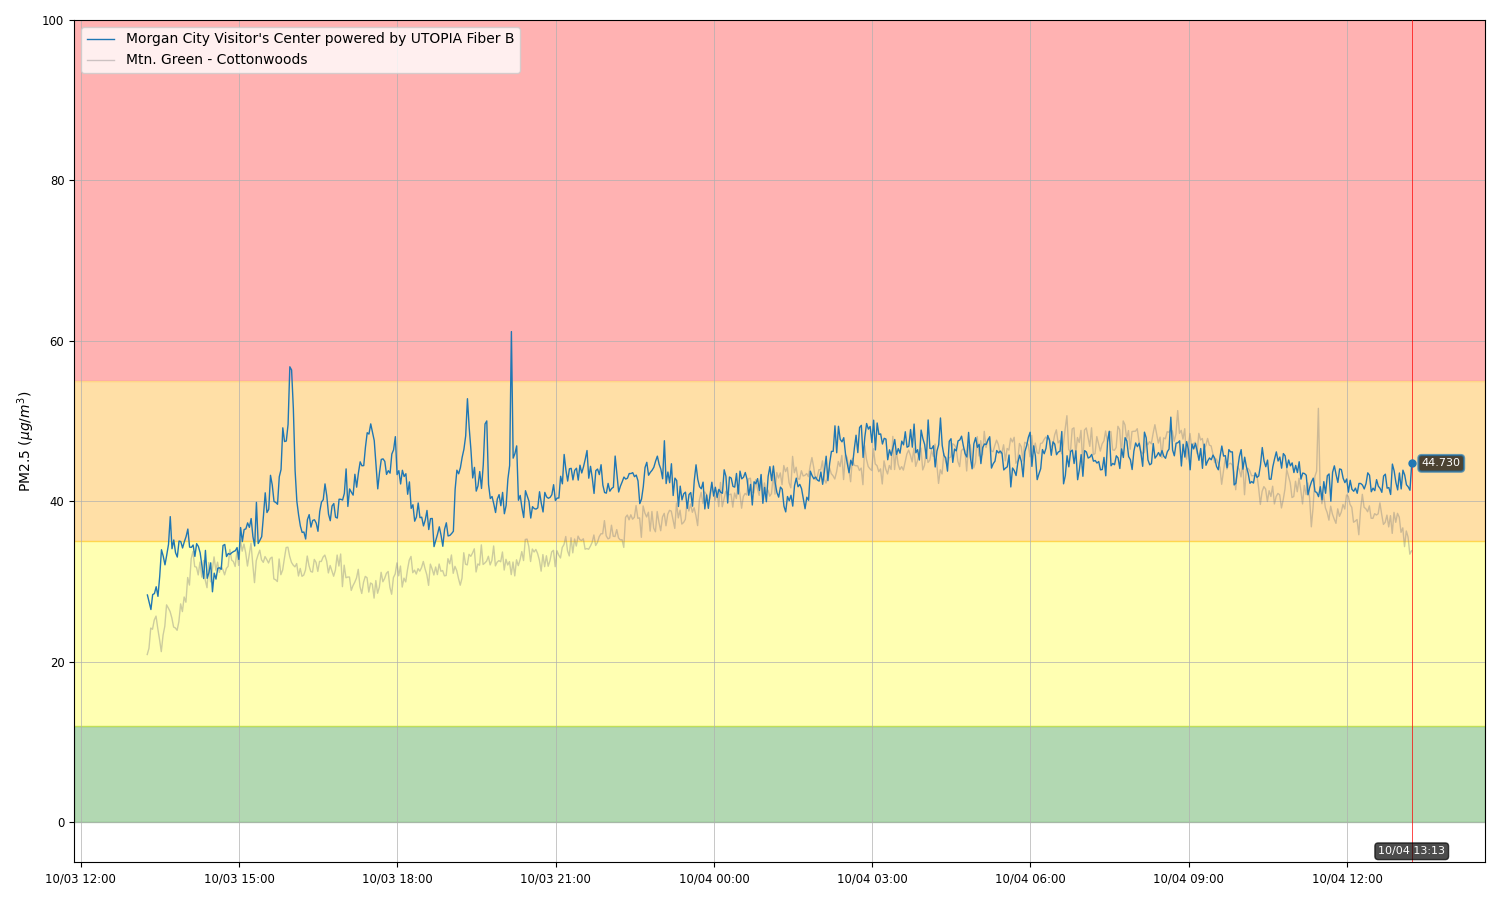 100
Morgan City Visitor's Center powered by UTOPIA Fiber B
Mtn. Green - Cottonwoods
80
60
PM2.5 (μg/m³)
44.730
40
20
0
10/04 13:13
10/03 12:00 10/03 15:00 10/03 18:00 10/03 21:00 10/04 00:00 10/04 03:00 10/04 06:00 10/04 09:00 10/04 12:00